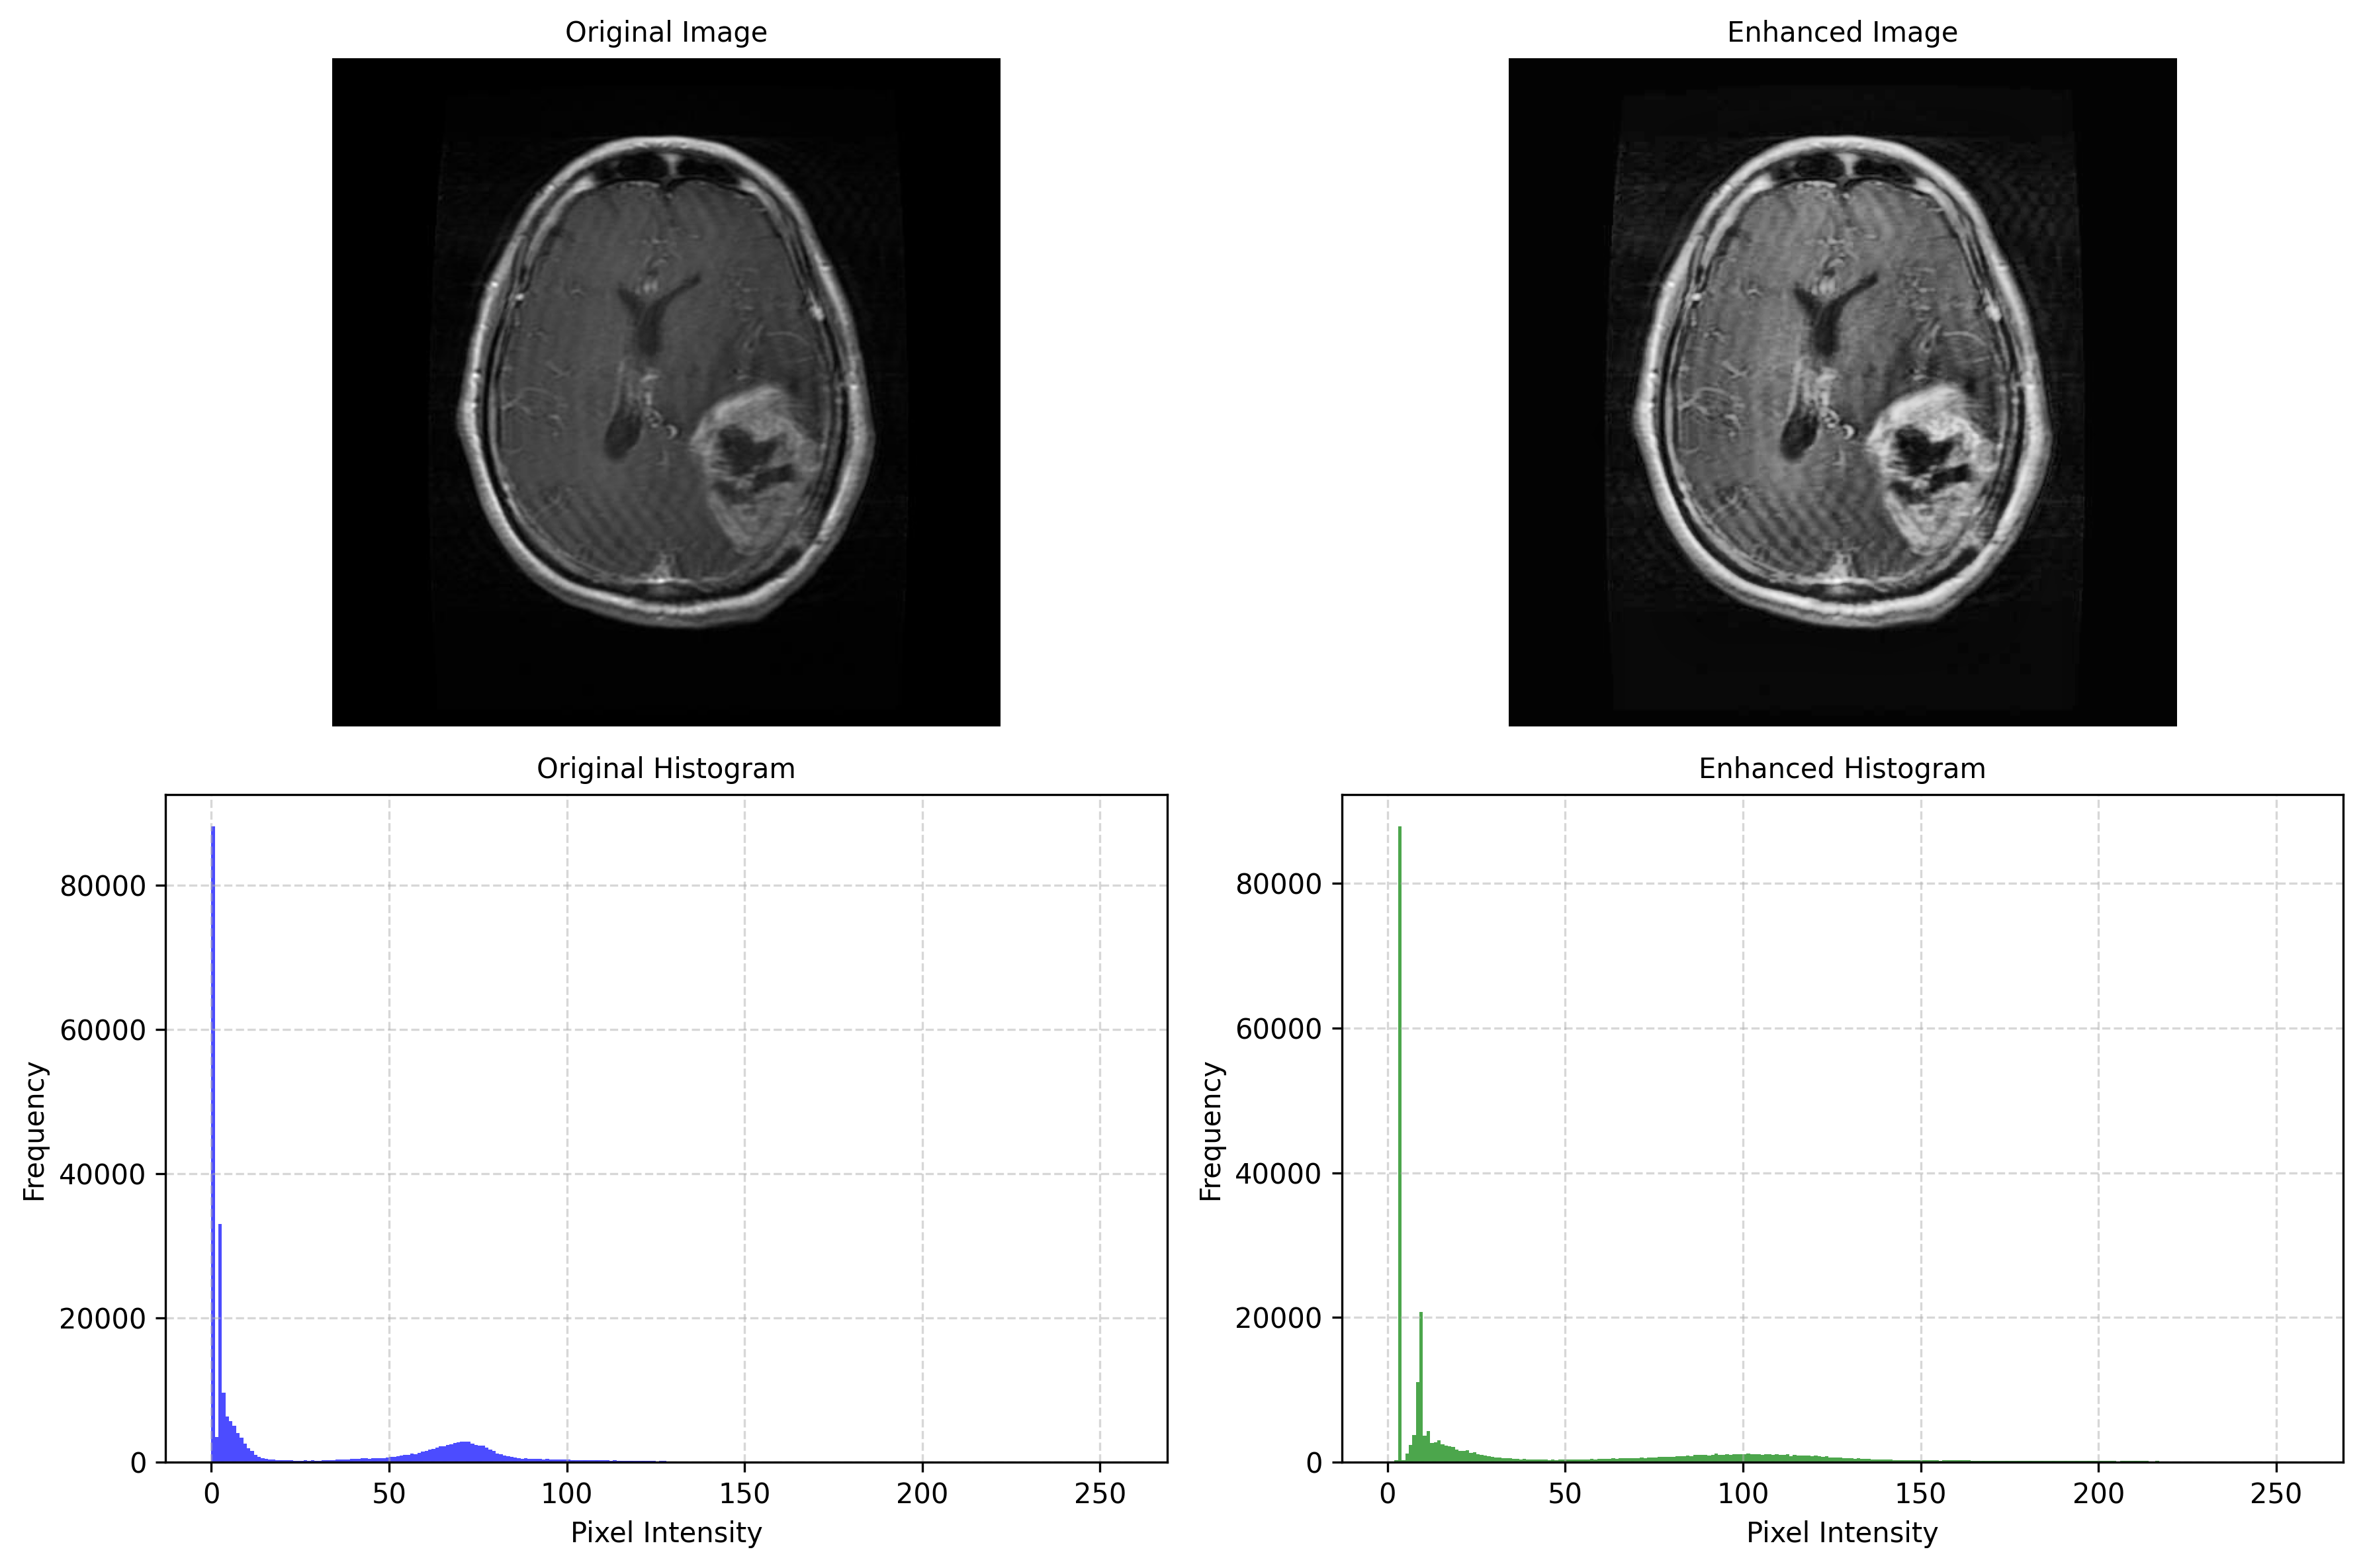 Original Image
Enhanced Image
Original Histogram
Enhanced Histogram
80000
60000
40000
20000
0
Frequency
0 50 100 150 200 250
Pixel Intensity
80000
60000
40000
20000
0
Frequency
0 50 100 150 200 250
Pixel Intensity